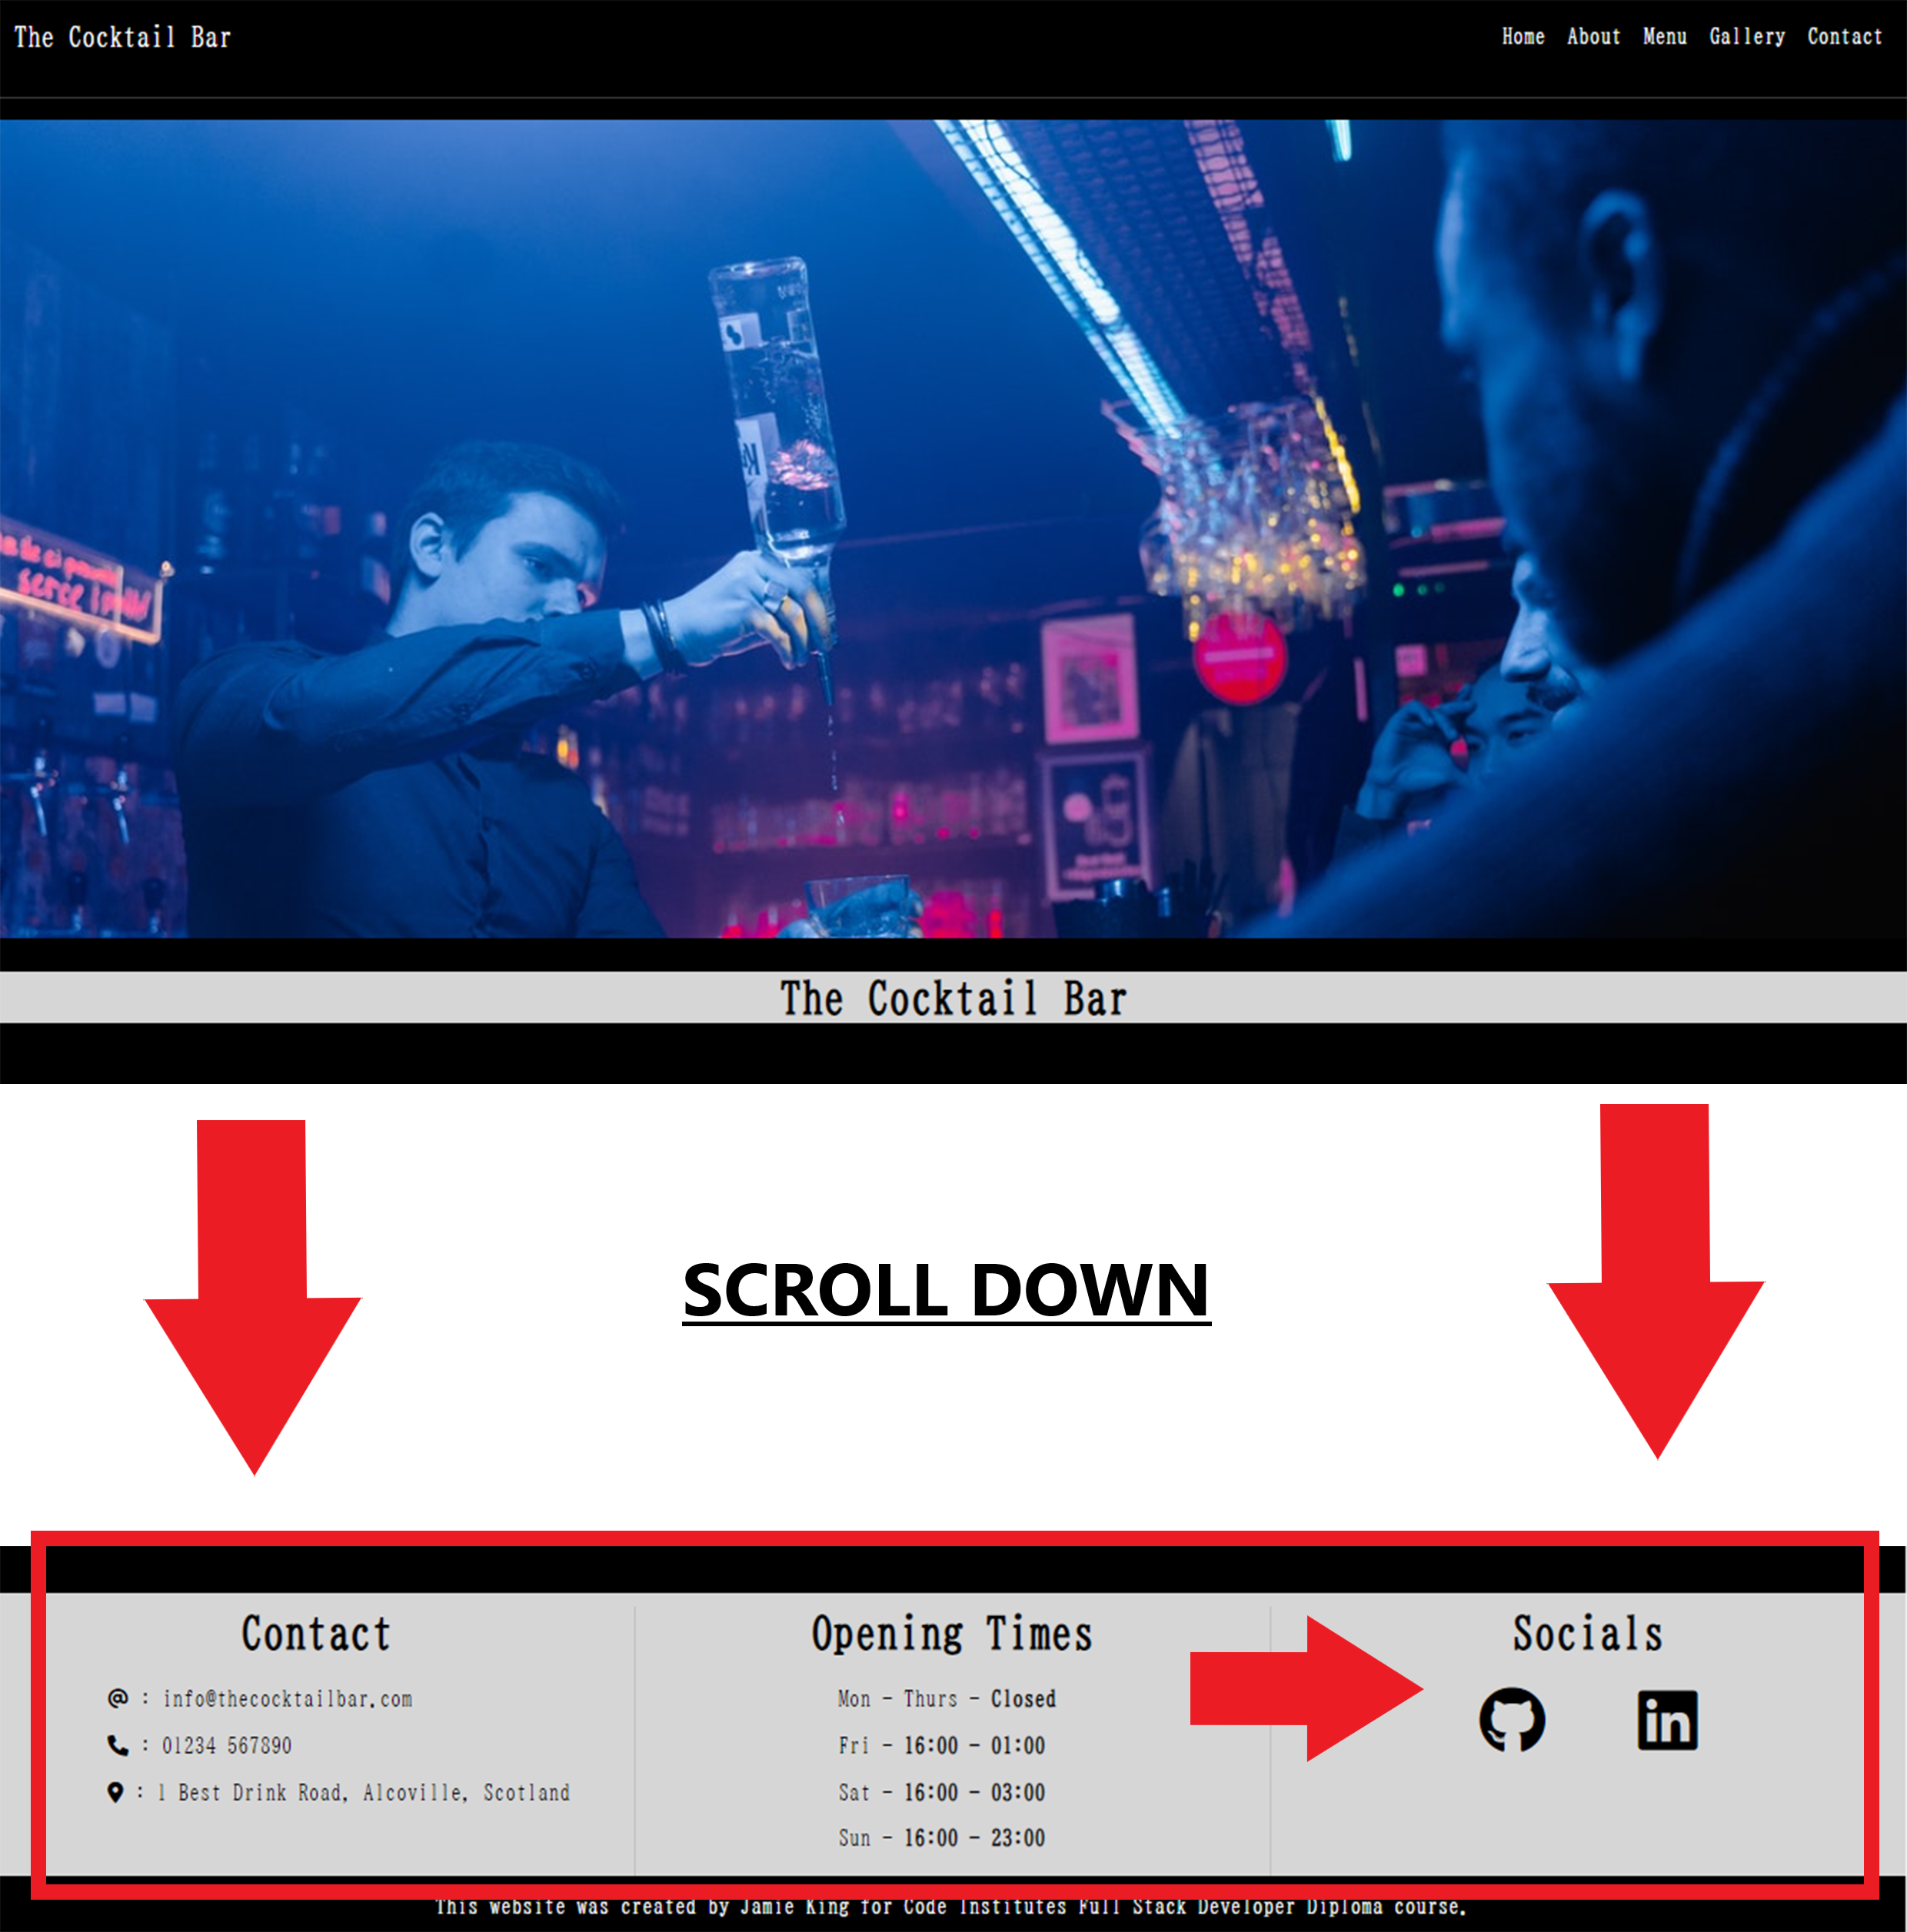 The Cocktail Bar
Home About Menu Gallery Contact
The Cocktail Bar
SCROLL DOWN
Contact
@ : info@thecocktailbar.com
: 01234 567890
: 1 Best Drink Road, Alcoville, Scotland
Opening Times
Mon - Thurs - Closed
Fri - 16:00 - 01:00
Sat - 16:00 - 03:00
Sun - 16:00 - 23:00
Socials
in
This website was created by Jamie King for Code Institutes Full Stack Developer Diploma course.